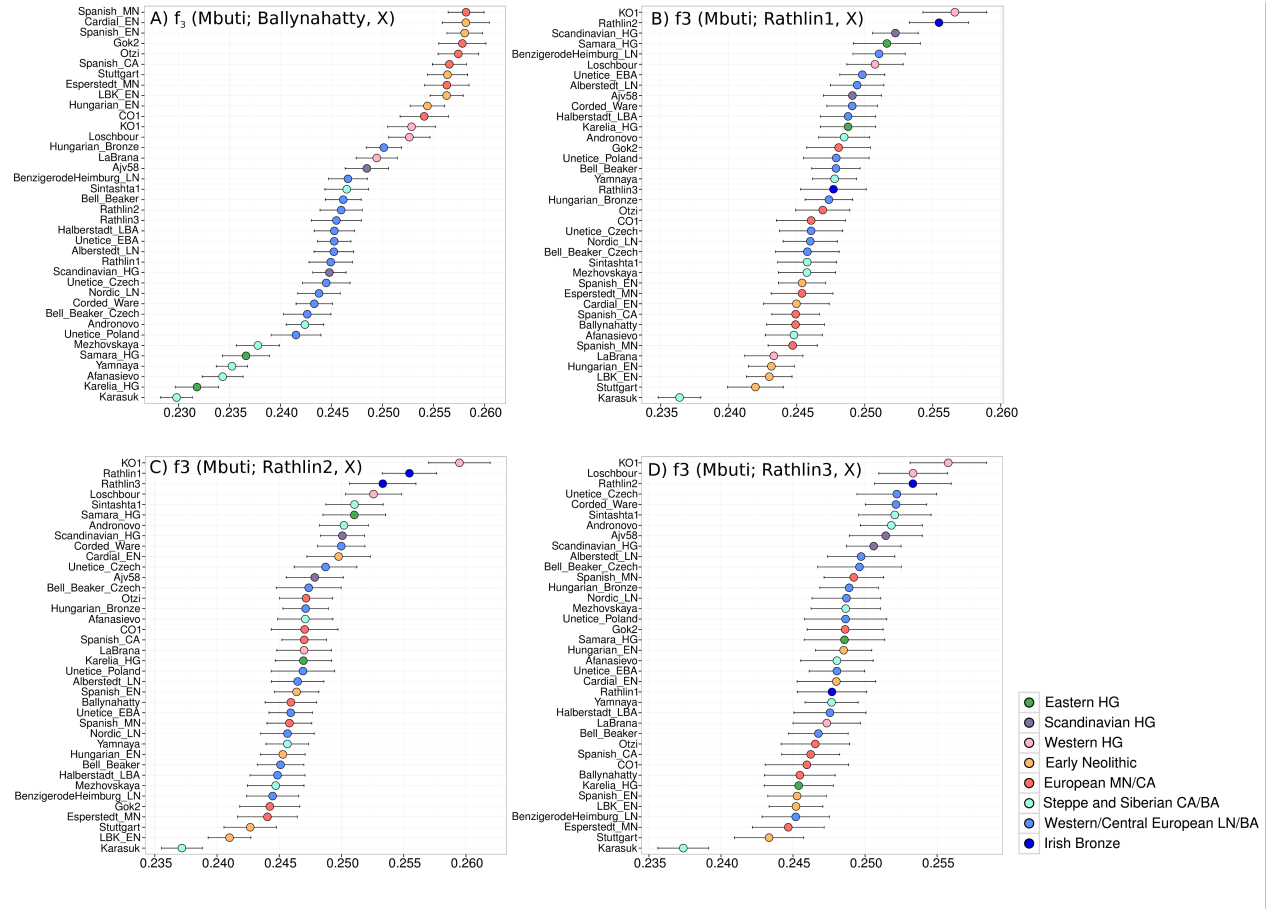 A) f3 (Mbuti; Ballynahatty, X)
Spanish_MN
Cardial_EN
Spanish_EN
Gok2
Otzi
Spanish_CA
Stuttgart
Esperstedt_MN
LBK_EN
Hungarian_EN
CO1
KO1
Loschbour
Hungarian_Bronze
LaBrana
Ajv58
BenzigerodeHeimburg_LN
Sintashta1
Bell_Beaker
Rathlin2
Rathlin3
Halberstadt_LBA
Unetice_EBA
Alberstedt_LN
Rathlin1
Scandinavian_HG
Unetice_Czech
Nordic_LN
Corded_Ware
Bell_Beaker_Czech
Andronovo
Unetice_Poland
Mezhovskaya
Samara_HG
Yamnaya
Afanasievo
Karelia_HG
Karasuk
0.230 0.235 0.240 0.245 0.250 0.255 0.260
B) f3 (Mbuti; Rathlin1, X)
KO1
Rathlin2
Scandinavian_HG
Samara_HG
BenzigerodeHeimburg_LN
Loschbour
Unetice_EBA
Alberstedt_LN
Ajv58
Corded_Ware
Halberstadt_LBA
Karelia_HG
Andronovo
Gok2
Unetice_Poland
Bell_Beaker
Yamnaya
Rathlin3
Hungarian_Bronze
Otzi
CO1
Unetice_Czech
Nordic_LN
Bell_Beaker_Czech
Sintashta1
Mezhovskaya
Spanish_EN
Esperstedt_MN
Cardial_EN
Spanish_CA
Ballynahatty
Afanasievo
Spanish_MN
LaBrana
Hungarian_EN
LBK_EN
Stuttgart
Karasuk
0.235 0.240 0.245 0.250 0.255 0.260
C) f3 (Mbuti; Rathlin2, X)
KO1
Rathlin1
Rathlin3
Loschbour
Sintashta1
Samara_HG
Andronovo
Scandinavian_HG
Corded_Ware
Cardial_EN
Unetice_Czech
Ajv58
Bell_Beaker_Czech
Otzi
Hungarian_Bronze
Afanasievo
CO1
Spanish_CA
LaBrana
Karelia_HG
Unetice_Poland
Alberstedt_LN
Spanish_EN
Ballynahatty
Unetice_EBA
Spanish_MN
Nordic_LN
Yamnaya
Hungarian_EN
Bell_Beaker
Halberstadt_LBA
Mezhovskaya
BenzigerodeHeimburg_LN
Gok2
Esperstedt_MN
Stuttgart
LBK_EN
Karasuk
0.235 0.240 0.245 0.250 0.255 0.260
D) f3 (Mbuti; Rathlin3, X)
KO1
Loschbour
Rathlin2
Unetice_Czech
Corded_Ware
Sintashta1
Andronovo
Ajv58
Scandinavian_HG
Alberstedt_LN
Bell_Beaker_Czech
Spanish_MN
Hungarian_Bronze
Nordic_LN
Mezhovskaya
Unetice_Poland
Gok2
Samara_HG
Hungarian_EN
Afanasievo
Unetice_EBA
Cardial_EN
Rathlin1
Yamnaya
Halberstadt_LBA
LaBrana
Bell_Beaker
Otzi
Spanish_CA
CO1
Ballynahatty
Karelia_HG
Spanish_EN
LBK_EN
BenzigerodeHeimburg_LN
Esperstedt_MN
Stuttgart
Karasuk
0.235 0.240 0.245 0.250 0.255
Eastern HG
Scandinavian HG
Western HG
Early Neolithic
European MN/CA
Steppe and Siberian CA/BA
Western/Central European LN/BA
Irish Bronze